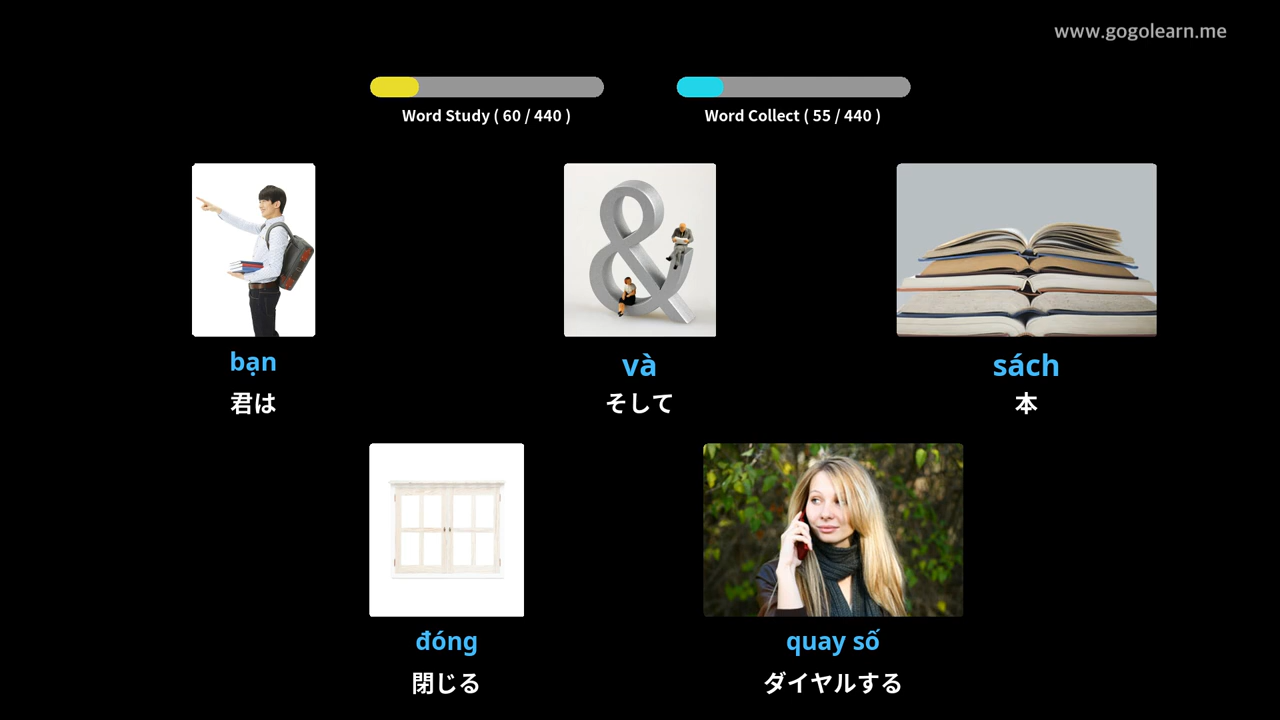 www.gogolearn.me
Word Study ( 60 / 440 )
Word Collect ( 55 / 440 )
bạn
君は
và
そして
sách
本
đóng
閉じる
quay số
ダイヤルする